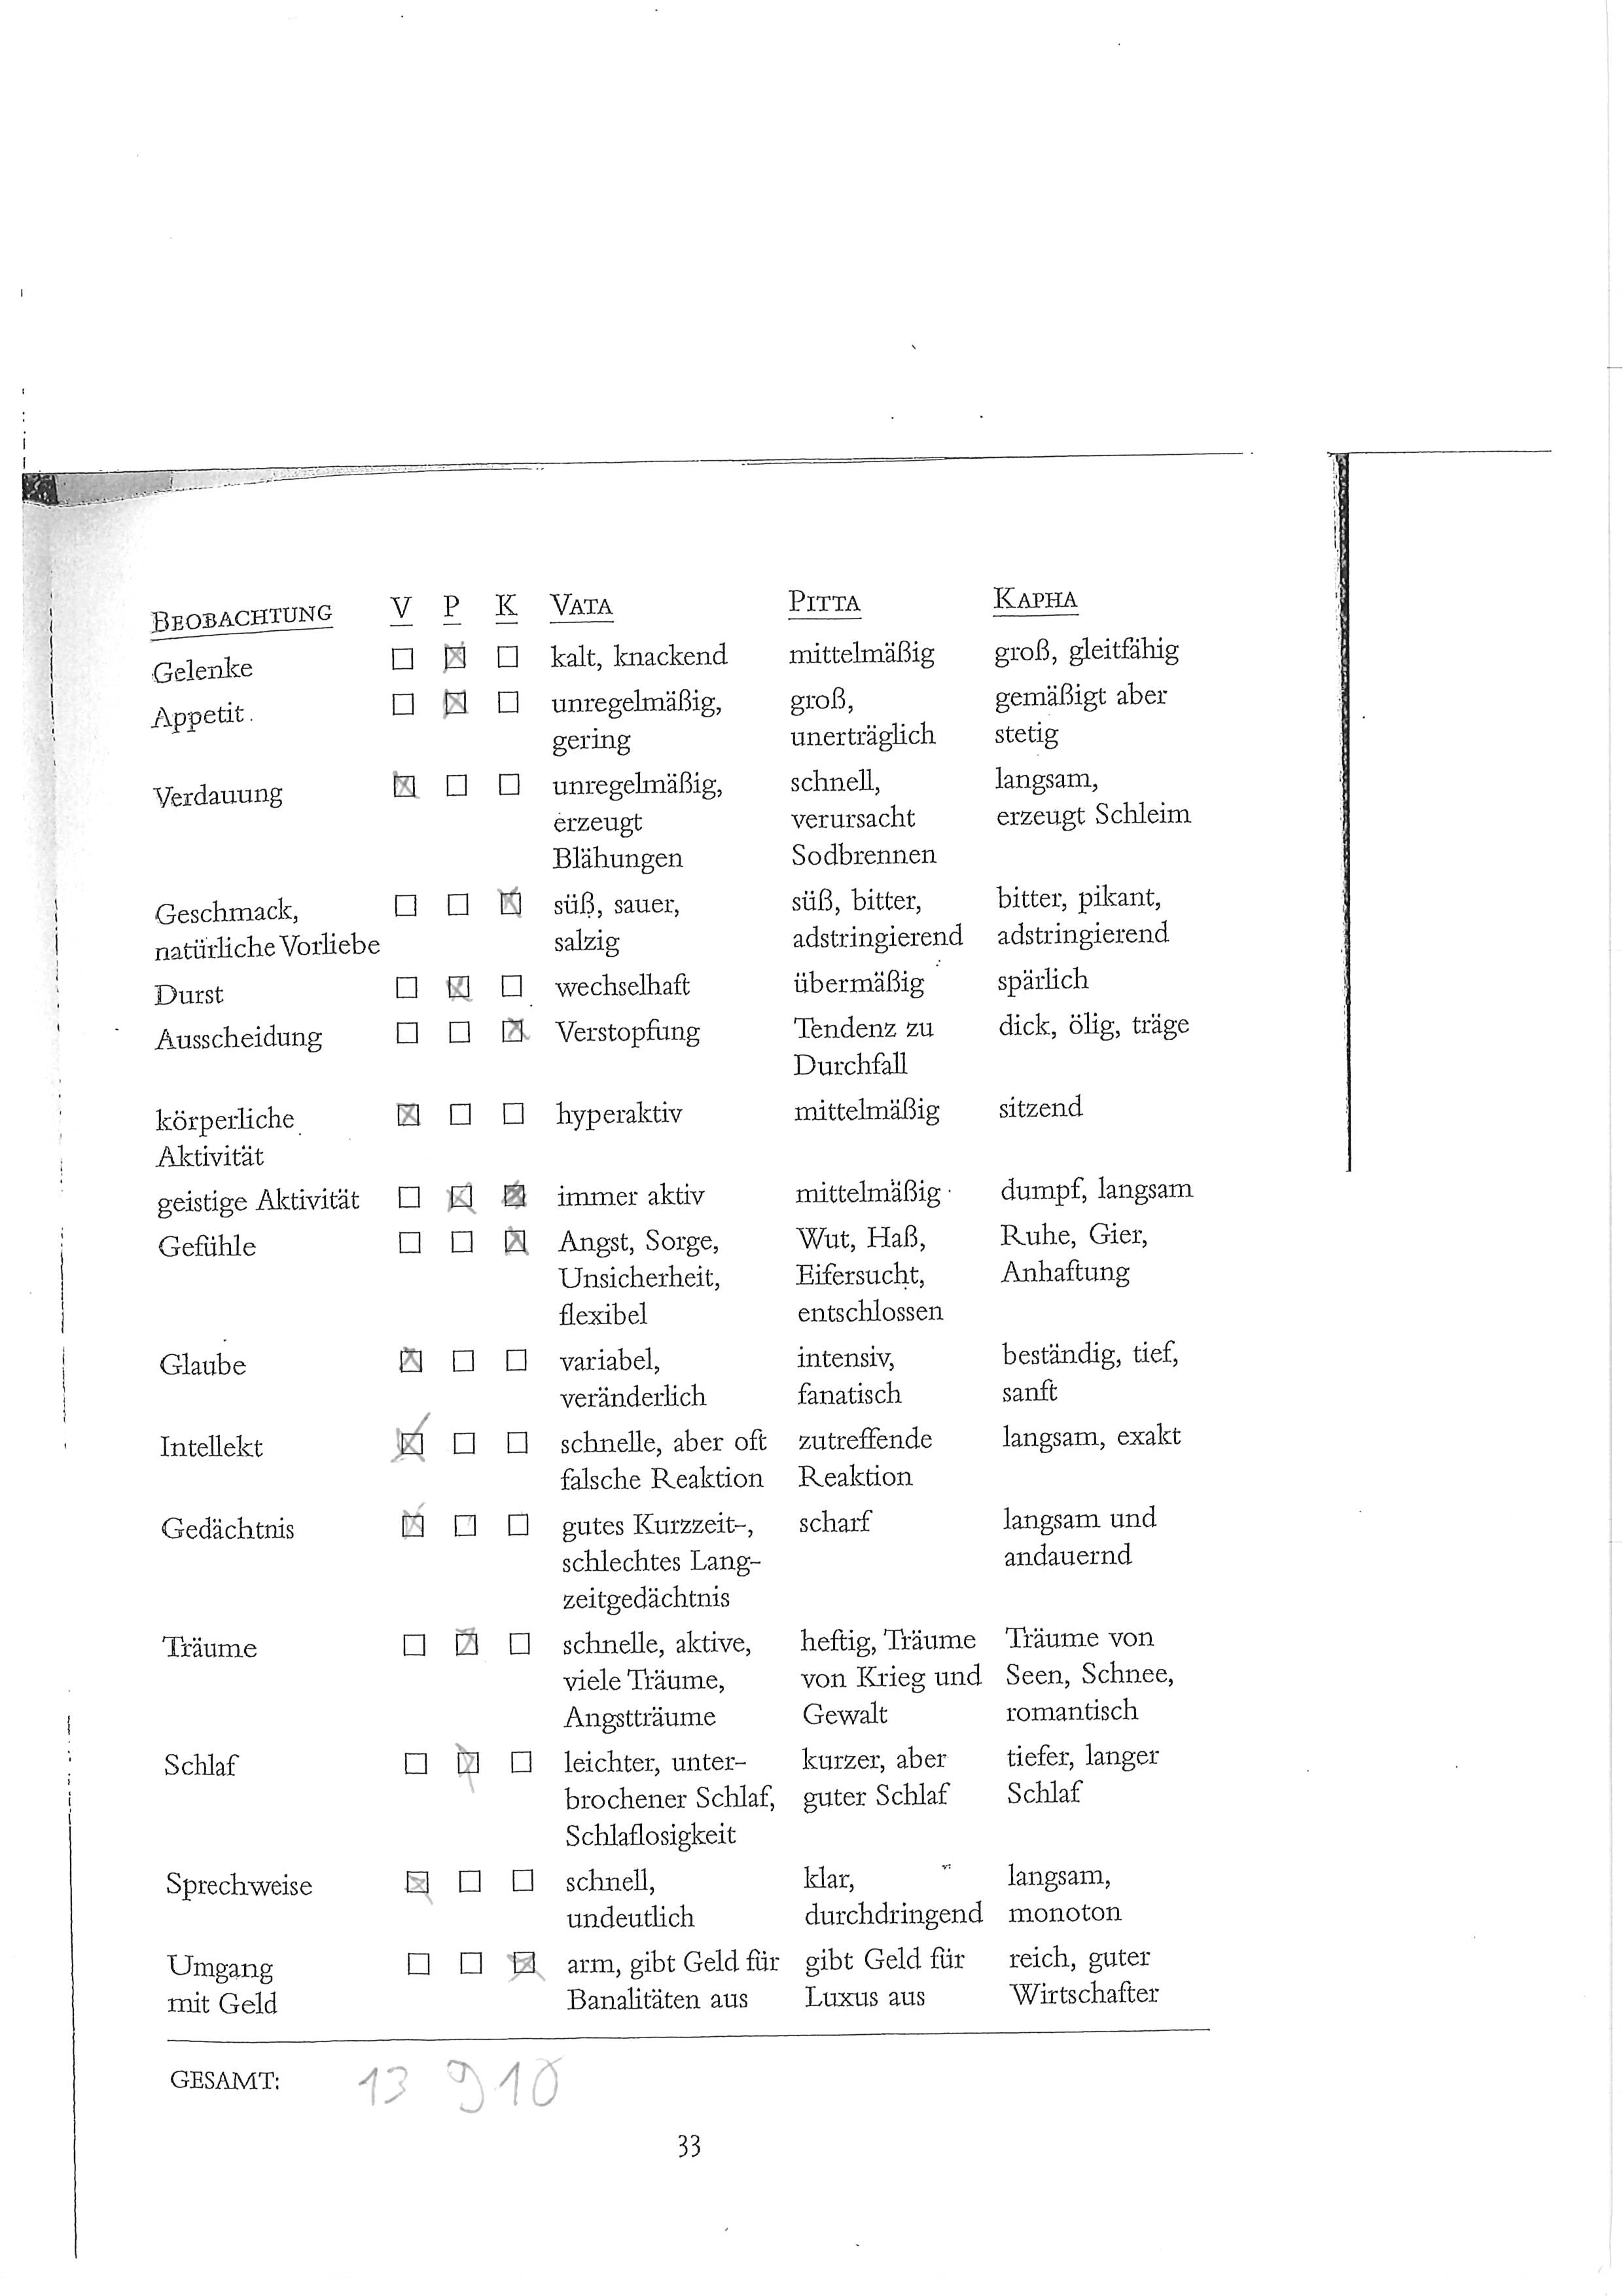 BEOBACHTUNG V P K VATA PITTA KAPHA
Gelenke ☐ ☒ ☐ kalt, knackend mittelmäßig groß, gleitfähig
Appetit ☐ ☒ ☐ unregelmäßig, groß, gemäßigt aber
gering unerträglich stetig
Verdauung ☒ ☐ ☐ unregelmäßig, schnell, langsam,
erzeugt verursacht erzeugt Schleim
Blähungen Sodbrennen
Geschmack, ☐ ☐ ☒ süß, sauer, süß, bitter, bitter, pikant,
natürliche Vorliebe salzig adstringierend adstringierend
Durst ☐ ☒ ☐ wechselhaft übermäßig spärlich
Ausscheidung ☐ ☐ ☒ Verstopfung Tendenz zu dick, ölig, träge
Durchfall
körperliche ☒ ☐ ☐ hyperaktiv mittelmäßig sitzend
Aktivität
geistige Aktivität ☐ ☒ ☒ immer aktiv mittelmäßig dumpf, langsam
Gefühle ☐ ☐ ☒ Angst, Sorge, Wut, Haß, Ruhe, Gier,
Unsicherheit, Eifersucht, Anhaftung
flexibel entschlossen
Glaube ☒ ☐ ☐ variabel, intensiv, beständig, tief,
veränderlich fanatisch sanft
Intellekt ☒ ☐ ☐ schnelle, aber oft zutreffende langsam, exakt
falsche Reaktion Reaktion
Gedächtnis ☒ ☐ ☐ gutes Kurzzeit-, scharf langsam und
schlechtes Lang- andauernd
zeitgedächtnis
Träume ☐ ☒ ☐ schnelle, aktive, heftig, Träume Träume von
viele Träume, von Krieg und Seen, Schnee,
Angstträume Gewalt romantisch
Schlaf ☐ ☒ ☐ leichter, unter- kurzer, aber tiefer, langer
brochener Schlaf, guter Schlaf Schlaf
Schlaflosigkeit
Sprechweise ☒ ☐ ☐ schnell, klar, langsam,
undeutlich durchdringend monoton
Umgang ☐ ☐ ☒ arm, gibt Geld für gibt Geld für reich, guter
mit Geld Banalitäten aus Luxus aus Wirtschafter
GESAMT: 13 9 10
33